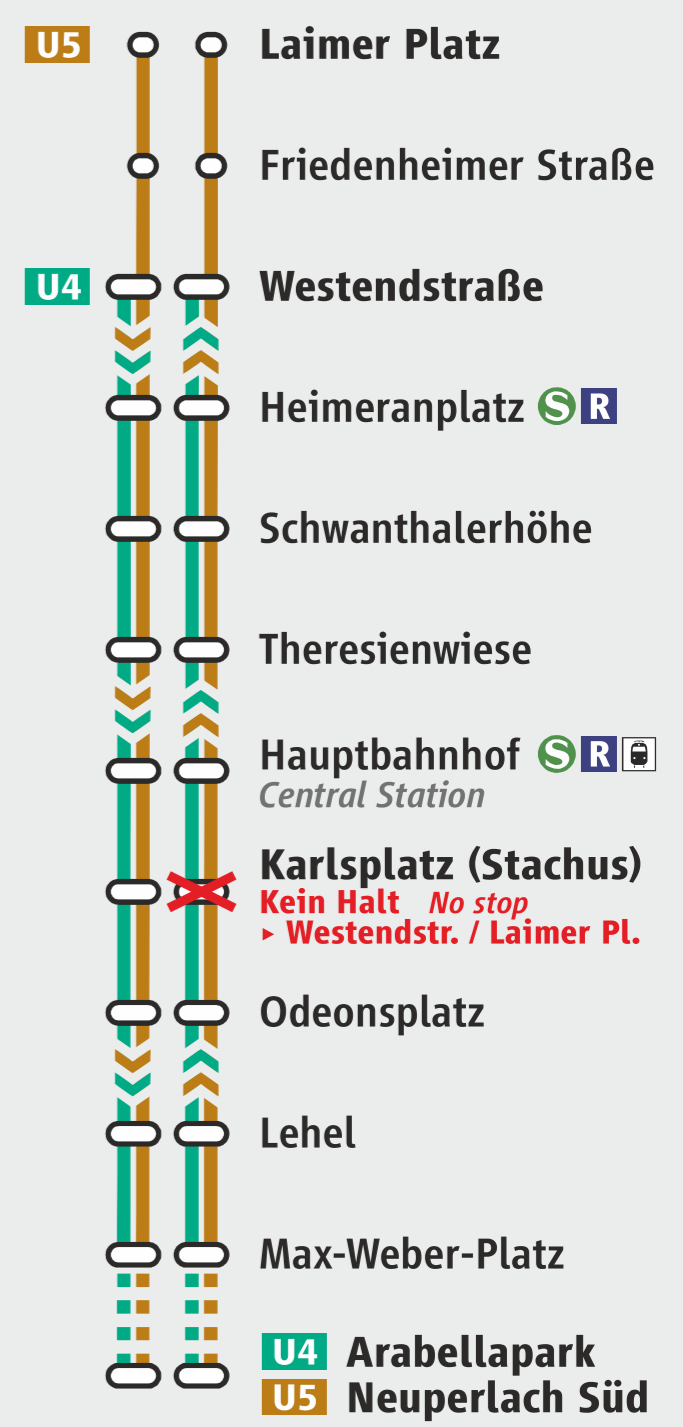 U5 Laimer Platz
Friedenheimer Straße
U4 Westendstraße
Heimeranplatz S R
Schwanthalerhöhe
Theresienwiese
Hauptbahnhof S R
Central Station
Karlsplatz (Stachus)
Kein Halt No stop
▸ Westendstr. / Laimer Pl.
Odeonsplatz
Lehel
Max-Weber-Platz
U4 Arabellapark
U5 Neuperlach Süd